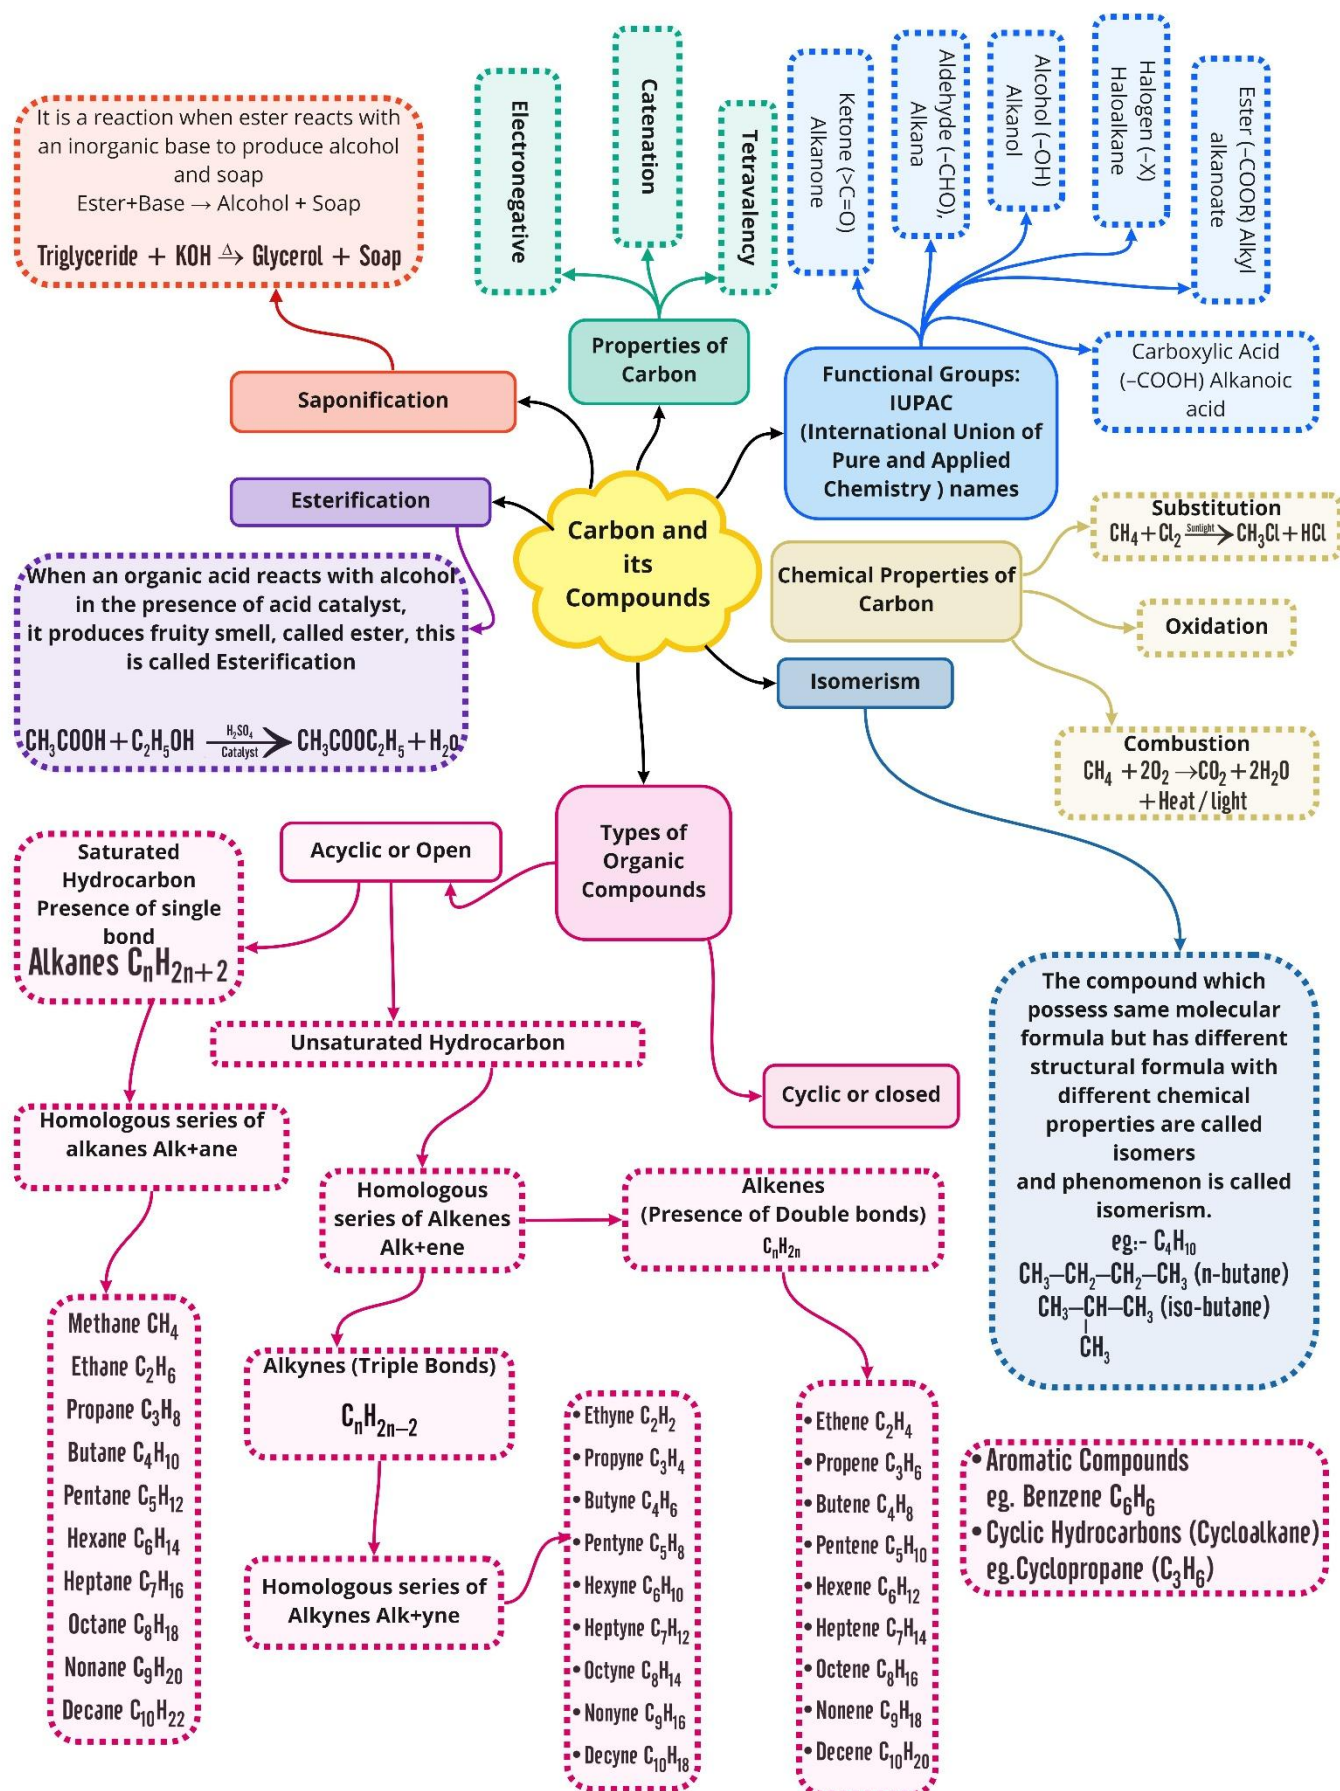 It is a reaction when ester reacts with
an inorganic base to produce alcohol
and soap
Ester+Base → Alcohol + Soap
Triglyceride + KOH →Δ Glycerol + Soap
Electronegative
Catenation
Tetravalency
Ketone (>C=O)
Alkanone
Aldehyde (–CHO),
Alkana
Alcohol (–OH)
Alkanol
Halogen (–X)
Haloalkane
Ester (–COOR) Alkyl
alkanoate
Carboxylic Acid
(–COOH) Alkanoic
acid
Properties of
Carbon
Functional Groups:
IUPAC
(International Union of
Pure and Applied
Chemistry ) names
Saponification
Esterification
Carbon and
its
Compounds
When an organic acid reacts with alcohol
in the presence of acid catalyst,
it produces fruity smell, called ester, this
is called Esterification
H₂SO₄
CH₃COOH + C₂H₅OH → CH₃COOC₂H₅ + H₂o
Catalyst
Chemical Properties of
Carbon
Substitution
Sunlight
CH₄ + Cl₂ → CH₃Cl + HCl
Oxidation
Combustion
CH₄ + 2O₂ → CO₂ + 2H₂O
+ Heat / light
Isomerism
The compound which
possess same molecular
formula but has different
structural formula with
different chemical
properties are called
isomers
and phenomenon is called
isomerism.
eg:- C₄H₁₀
CH₃–CH₂–CH₂–CH₃ (n-butane)
CH₃–CH–CH₃ (iso-butane)
CH₃
Types of
Organic
Compounds
Acyclic or Open
Saturated
Hydrocarbon
Presence of single
bond
Alkanes CₙH₂ₙ₊₂
Unsaturated Hydrocarbon
Cyclic or closed
Homologous series of
alkanes Alk+ane
Homologous
series of Alkenes
Alk+ene
Alkenes
(Presence of Double bonds)
CₙH₂ₙ
Methane CH₄
Ethane C₂H₆
Propane C₃H₈
Butane C₄H₁₀
Pentane C₅H₁₂
Hexane C₆H₁₄
Heptane C₇H₁₆
Octane C₈H₁₈
Nonane C₉H₂₀
Decane C₁₀H₂₂
Alkynes (Triple Bonds)
CₙH₂ₙ₋₂
Homologous series of
Alkynes Alk+yne
• Ethyne C₂H₂
• Propyne C₃H₄
• Butyne C₄H₆
• Pentyne C₅H₈
• Hexyne C₆H₁₀
• Heptyne C₇H₁₂
• Octyne C₈H₁₄
• Nonyne C₉H₁₆
• Decyne C₁₀H₁₈
• Ethene C₂H₄
• Propene C₃H₆
• Butene C₄H₈
• Pentene C₅H₁₀
• Hexene C₆H₁₂
• Heptene C₇H₁₄
• Octene C₈H₁₆
• Nonene C₉H₁₈
• Decene C₁₀H₂₀
• Aromatic Compounds
eg. Benzene C₆H₆
• Cyclic Hydrocarbons (Cycloalkane)
eg.Cyclopropane (C₃H₆)